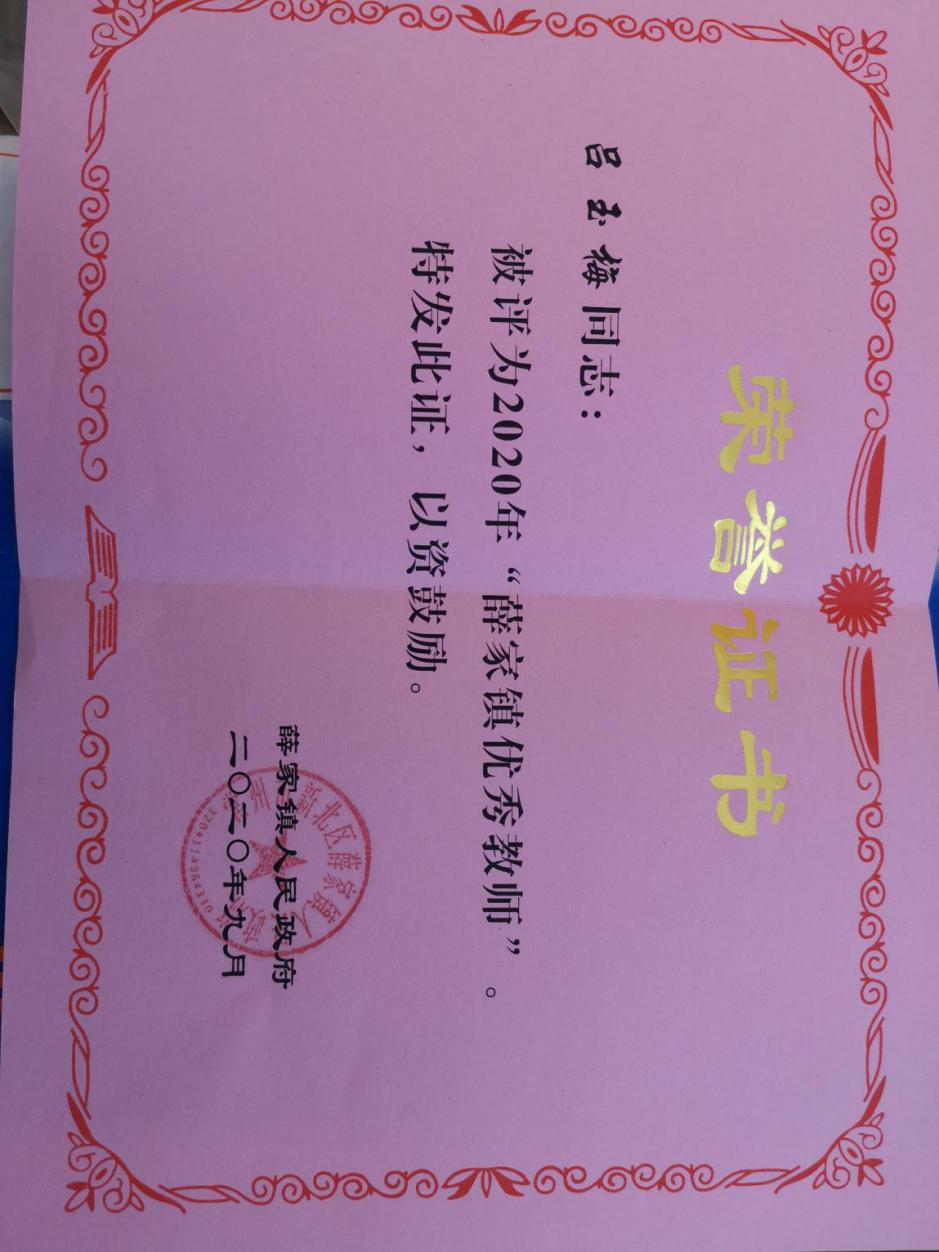 荣誉证书
吕玉梅同志：
被评为2020年“薛家镇优秀教师”。
特发此证，以资鼓励。
薛家镇人民政府
二〇二〇年九月